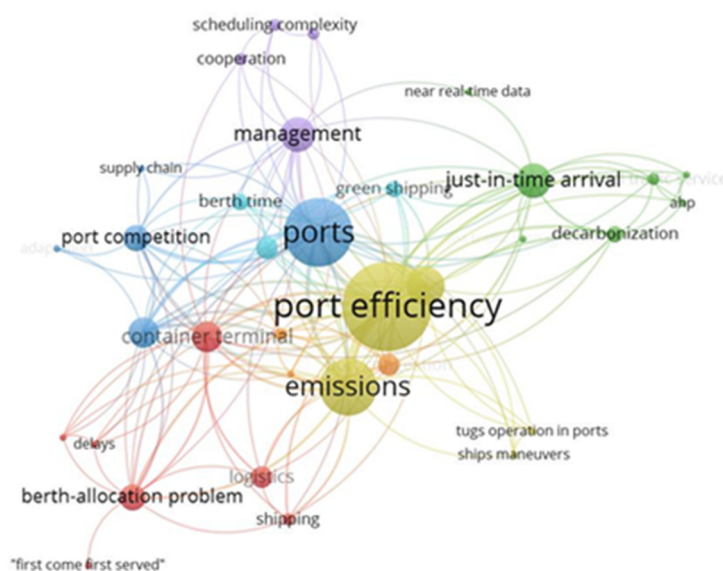 scheduling complexity
cooperation
near real-time data
management
supply chain
just-in-time arrival
green shipping
berth time
ahp
ports
decarbonization
port competition
port efficiency
container terminal
emissions
tugs operation in ports
delays
ships maneuvers
logistics
berth-allocation problem
shipping
"first come first served"